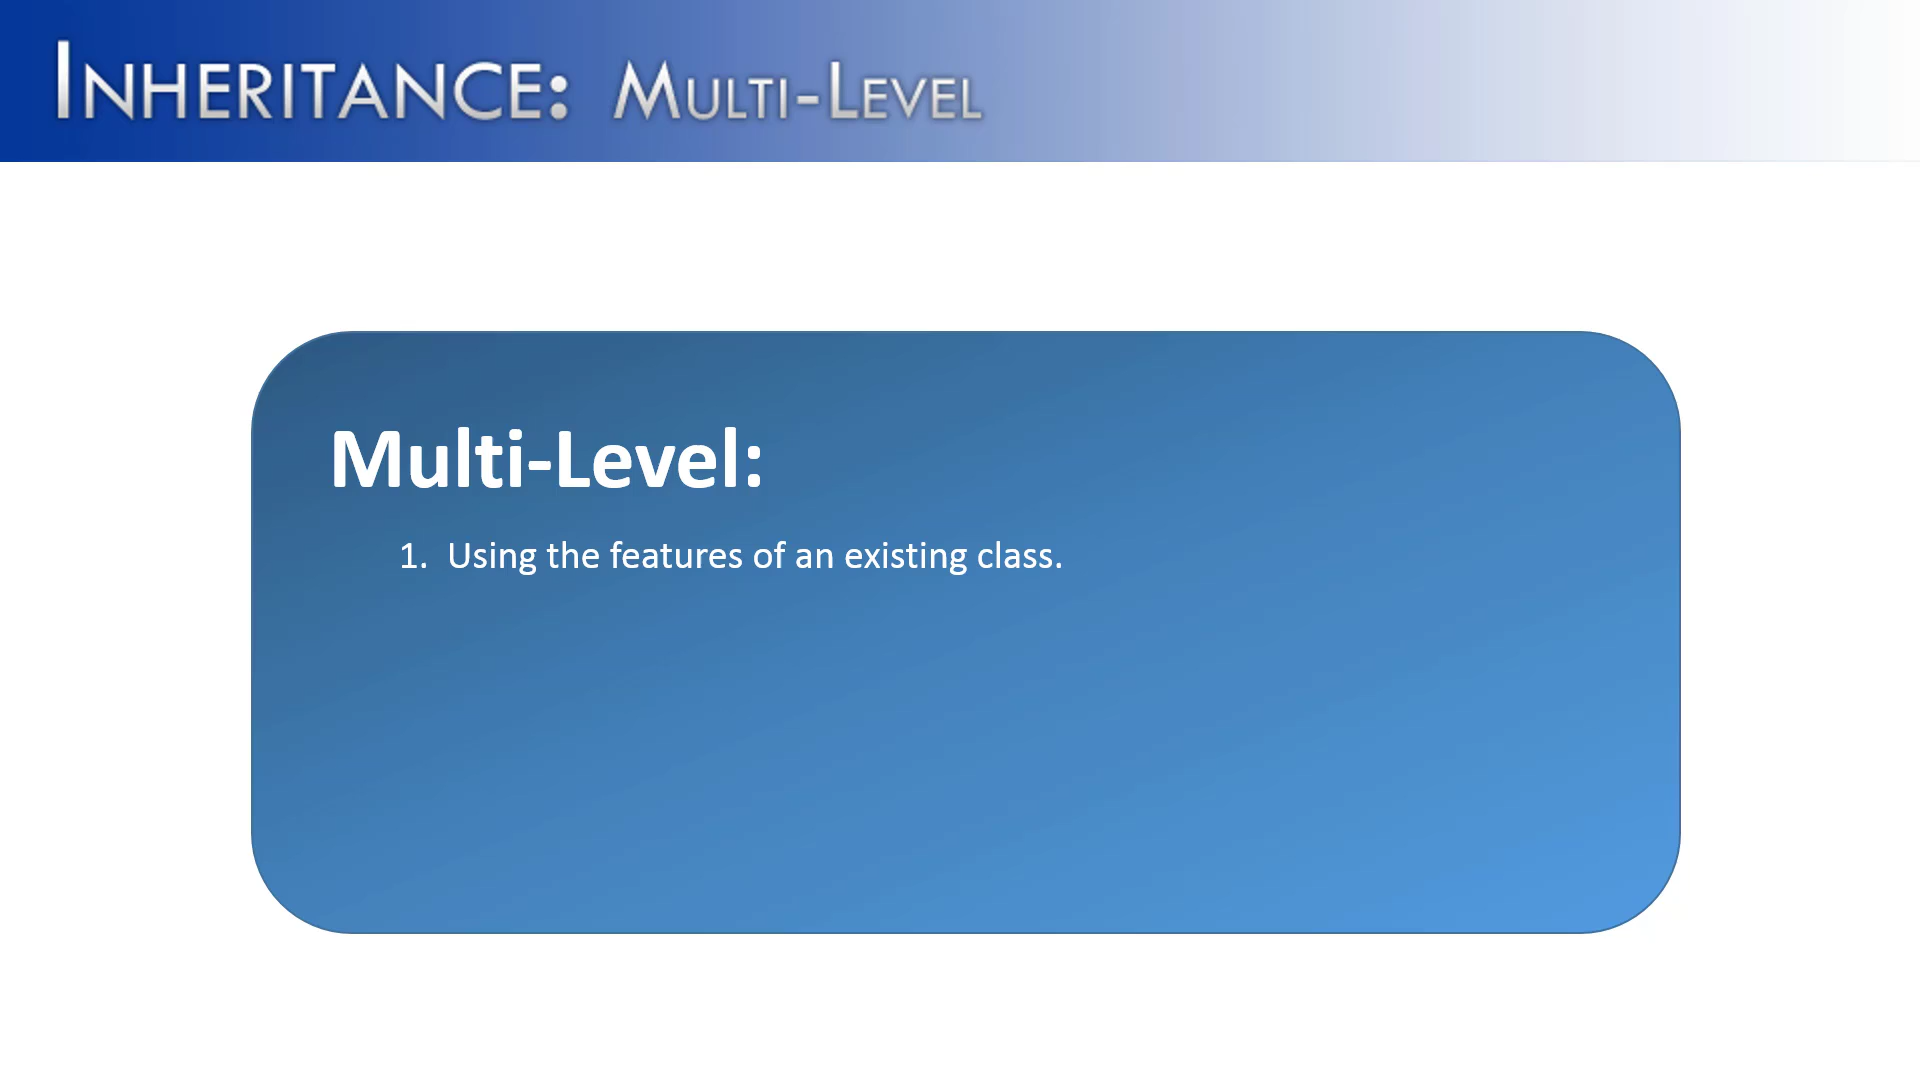 Inheritance: Multi-Level
Multi-Level:
1. Using the features of an existing class.